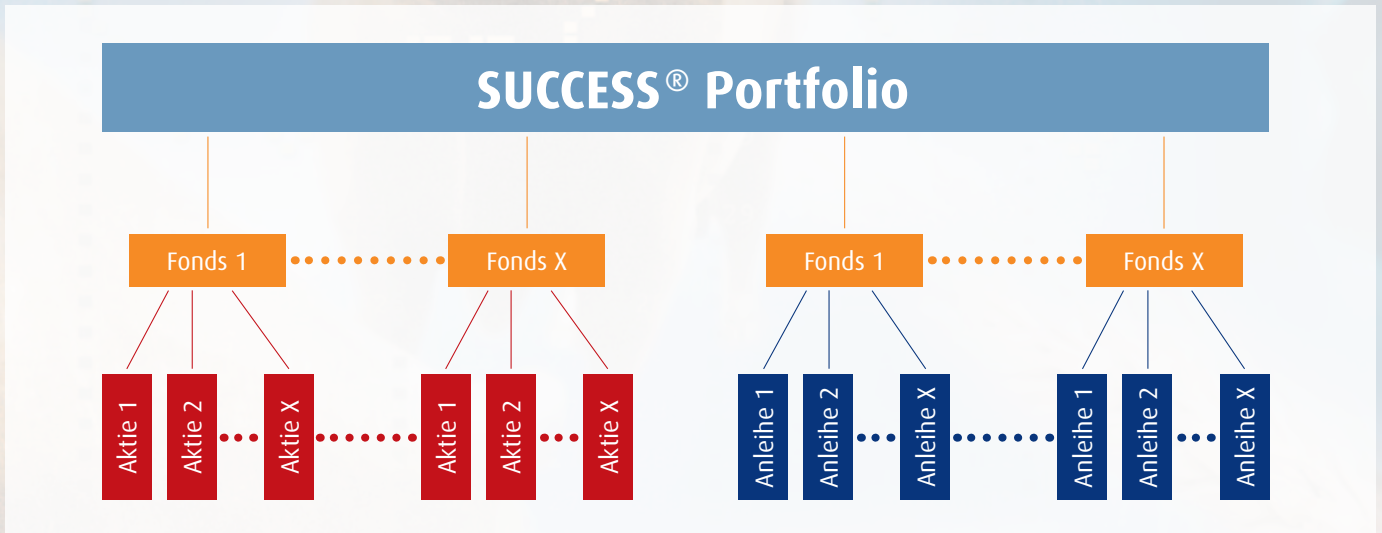 SUCCESS® Portfolio
Fonds 1
Fonds X
Fonds 1
Fonds X
Aktie 1
Aktie 2
Aktie X
Aktie 1
Aktie 2
Aktie X
Anleihe 1
Anleihe 2
Anleihe X
Anleihe 1
Anleihe 2
Anleihe X